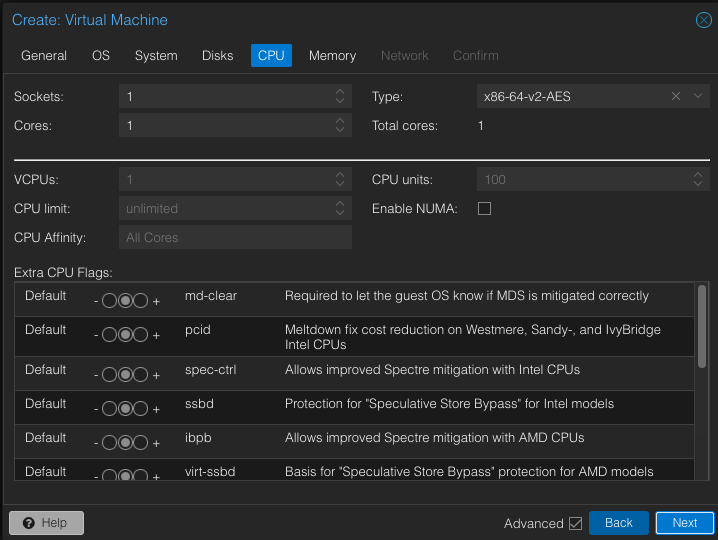 Create: Virtual Machine
General OS System Disks CPU Memory Network Confirm
Sockets: 1 Type: x86-64-v2-AES
Cores: 1 Total cores: 1
VCPUs: 1 CPU units: 100
CPU limit: unlimited Enable NUMA:
CPU Affinity: All Cores
Extra CPU Flags:
Default - + md-clear Required to let the guest OS know if MDS is mitigated correctly
Default - + pcid Meltdown fix cost reduction on Westmere, Sandy-, and IvyBridge
Intel CPUs
Default - + spec-ctrl Allows improved Spectre mitigation with Intel CPUs
Default - + ssbd Protection for "Speculative Store Bypass" for Intel models
Default - + ibpb Allows improved Spectre mitigation with AMD CPUs
Default - + virt-ssbd Basis for "Speculative Store Bypass" protection for AMD models
? Help Advanced Back Next